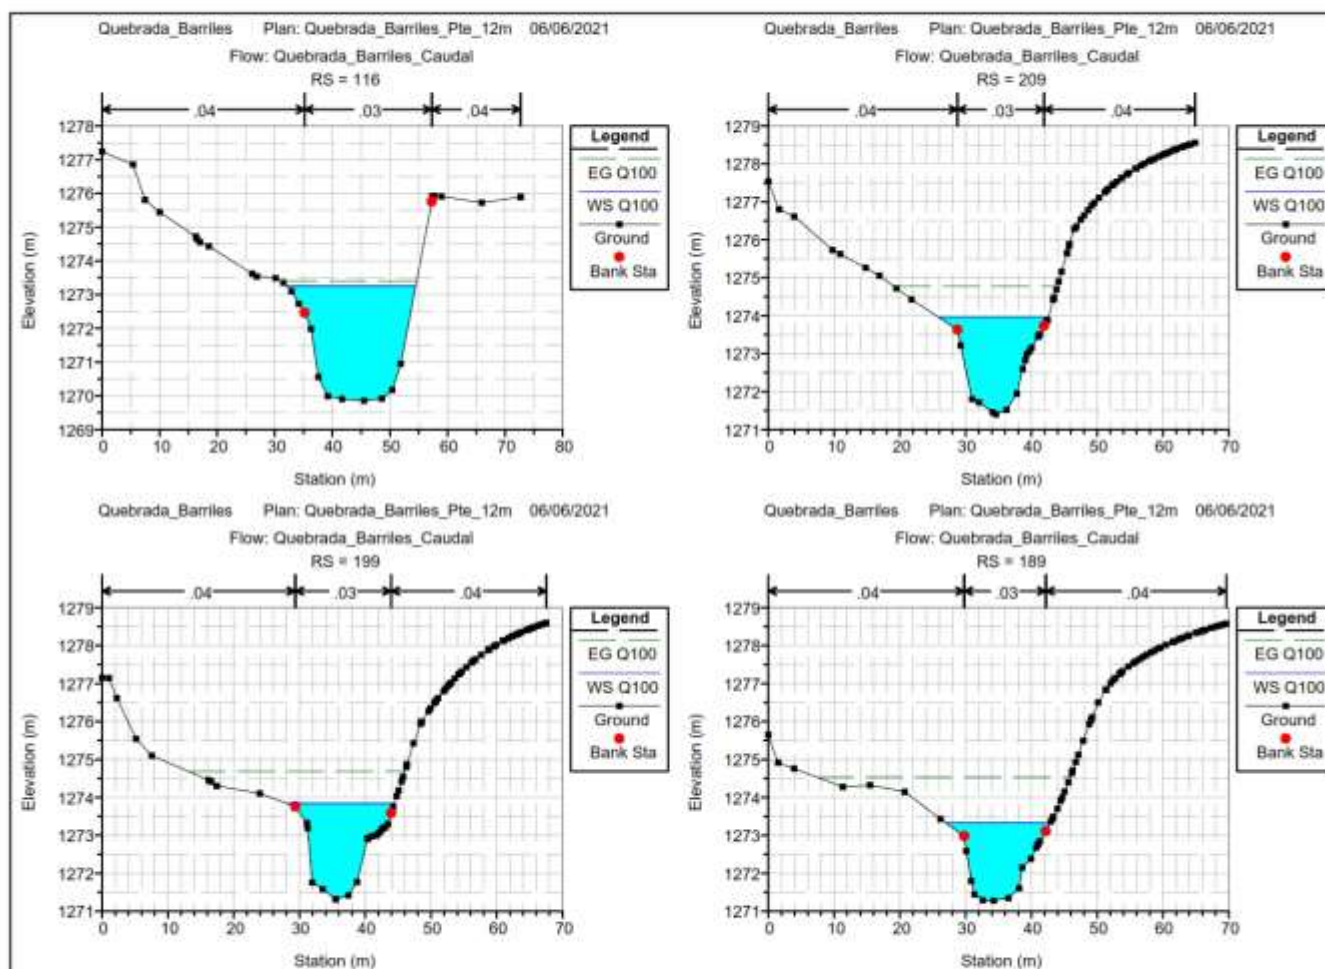 Quebrada_Barriles Plan: Quebrada_Barriles_Pte_12m 06/06/2021
Flow: Quebrada_Barriles_Caudal
RS = 116
.04 .03 .04
1278
1277
1276
1275
1274
1273
1272
1271
1270
1269
Elevation (m)
0 10 20 30 40 50 60 70 80
Station (m)
Legend
EG Q100
WS Q100
Ground
Bank Sta
Quebrada_Barriles Plan: Quebrada_Barriles_Pte_12m 06/06/2021
Flow: Quebrada_Barriles_Caudal
RS = 209
.04 .03 .04
1279
1278
1277
1276
1275
1274
1273
1272
1271
Elevation (m)
0 10 20 30 40 50 60 70
Station (m)
Legend
EG Q100
WS Q100
Ground
Bank Sta
Quebrada_Barriles Plan: Quebrada_Barriles_Pte_12m 06/06/2021
Flow: Quebrada_Barriles_Caudal
RS = 199
.04 .03 .04
1279
1278
1277
1276
1275
1274
1273
1272
1271
Elevation (m)
0 10 20 30 40 50 60 70
Station (m)
Legend
EG Q100
WS Q100
Ground
Bank Sta
Quebrada_Barriles Plan: Quebrada_Barriles_Pte_12m 06/06/2021
Flow: Quebrada_Barriles_Caudal
RS = 189
.04 .03 .04
1279
1278
1277
1276
1275
1274
1273
1272
1271
Elevation (m)
0 10 20 30 40 50 60 70
Station (m)
Legend
EG Q100
WS Q100
Ground
Bank Sta